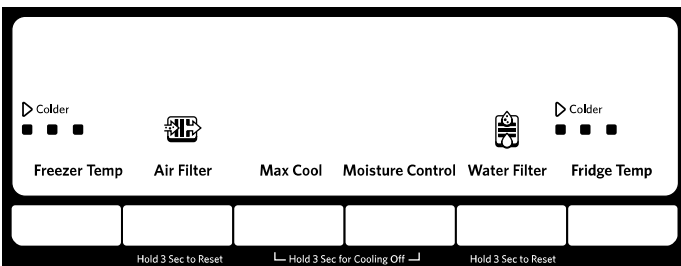 Colder
Colder
Freezer Temp Air Filter Max Cool Moisture Control Water Filter Fridge Temp
Hold 3 Sec to Reset Hold 3 Sec for Cooling Off Hold 3 Sec to Reset